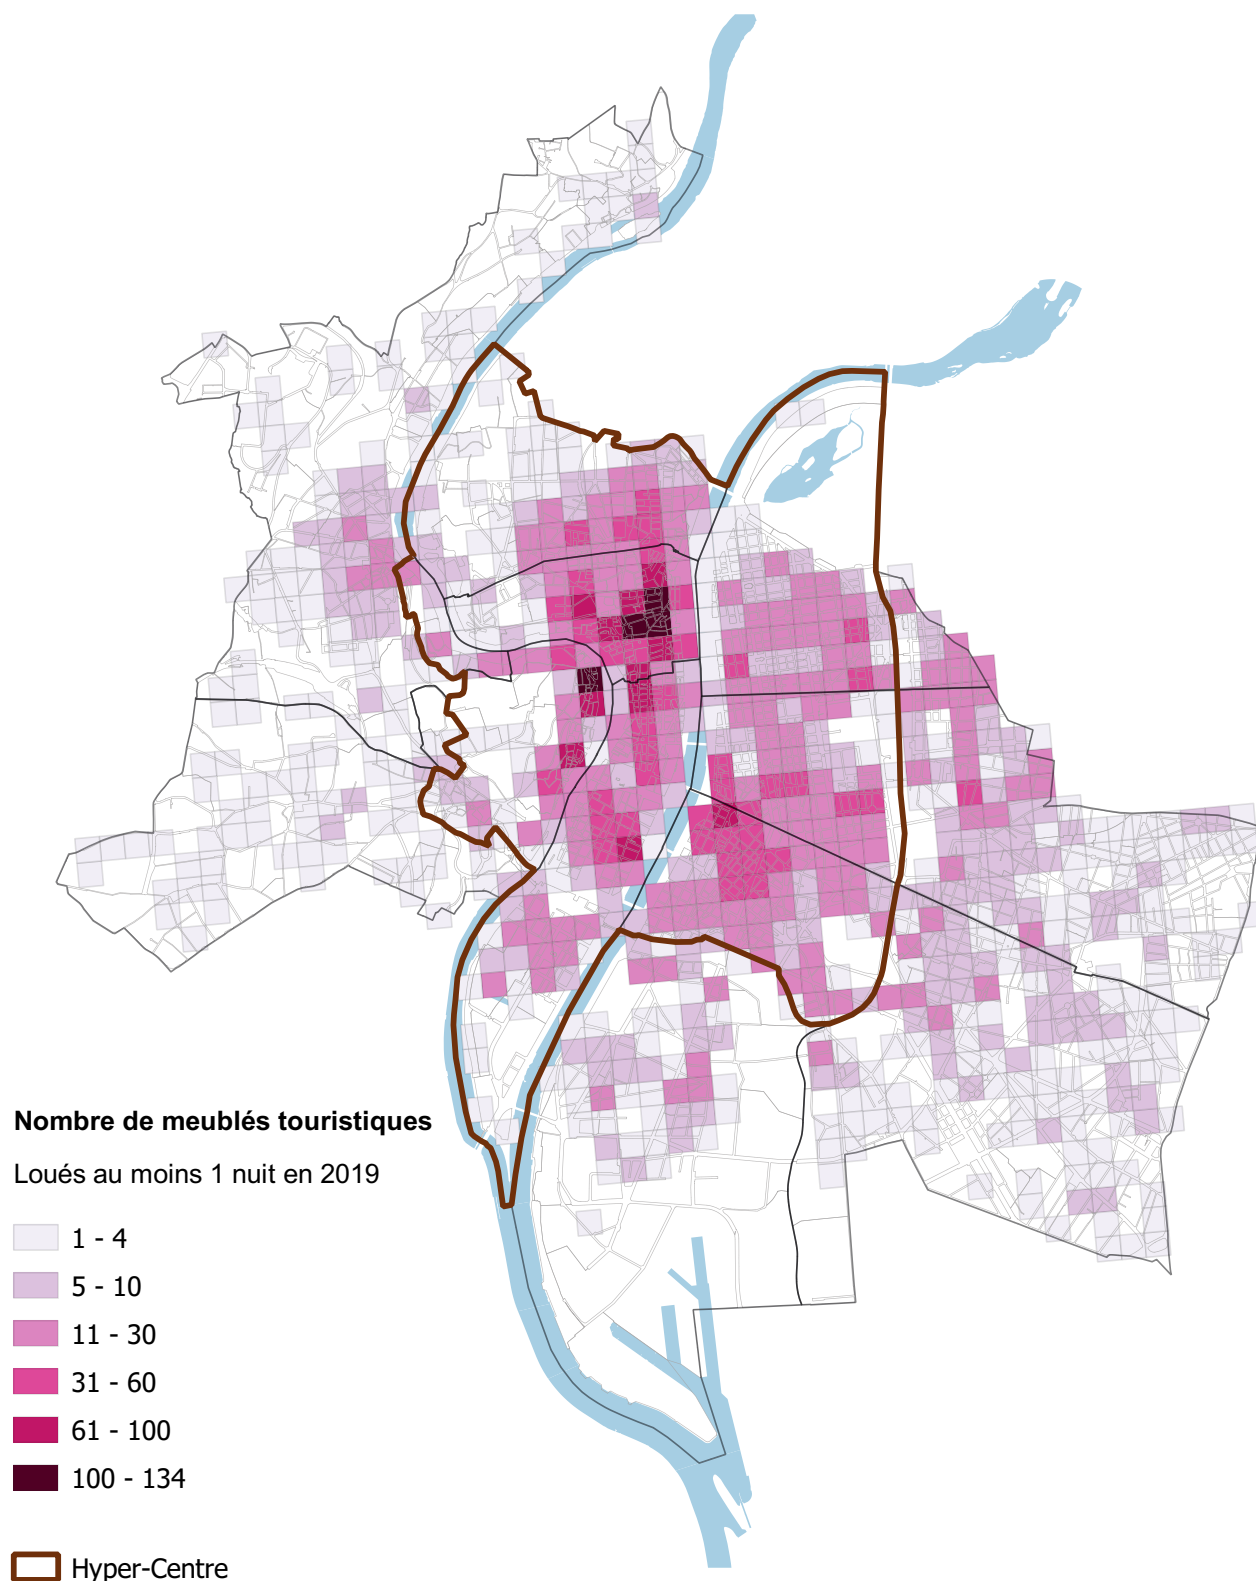 Nombre de meublés touristiques
Loués au moins 1 nuit en 2019
1 - 4
5 - 10
11 - 30
31 - 60
61 - 100
100 - 134
Hyper-Centre